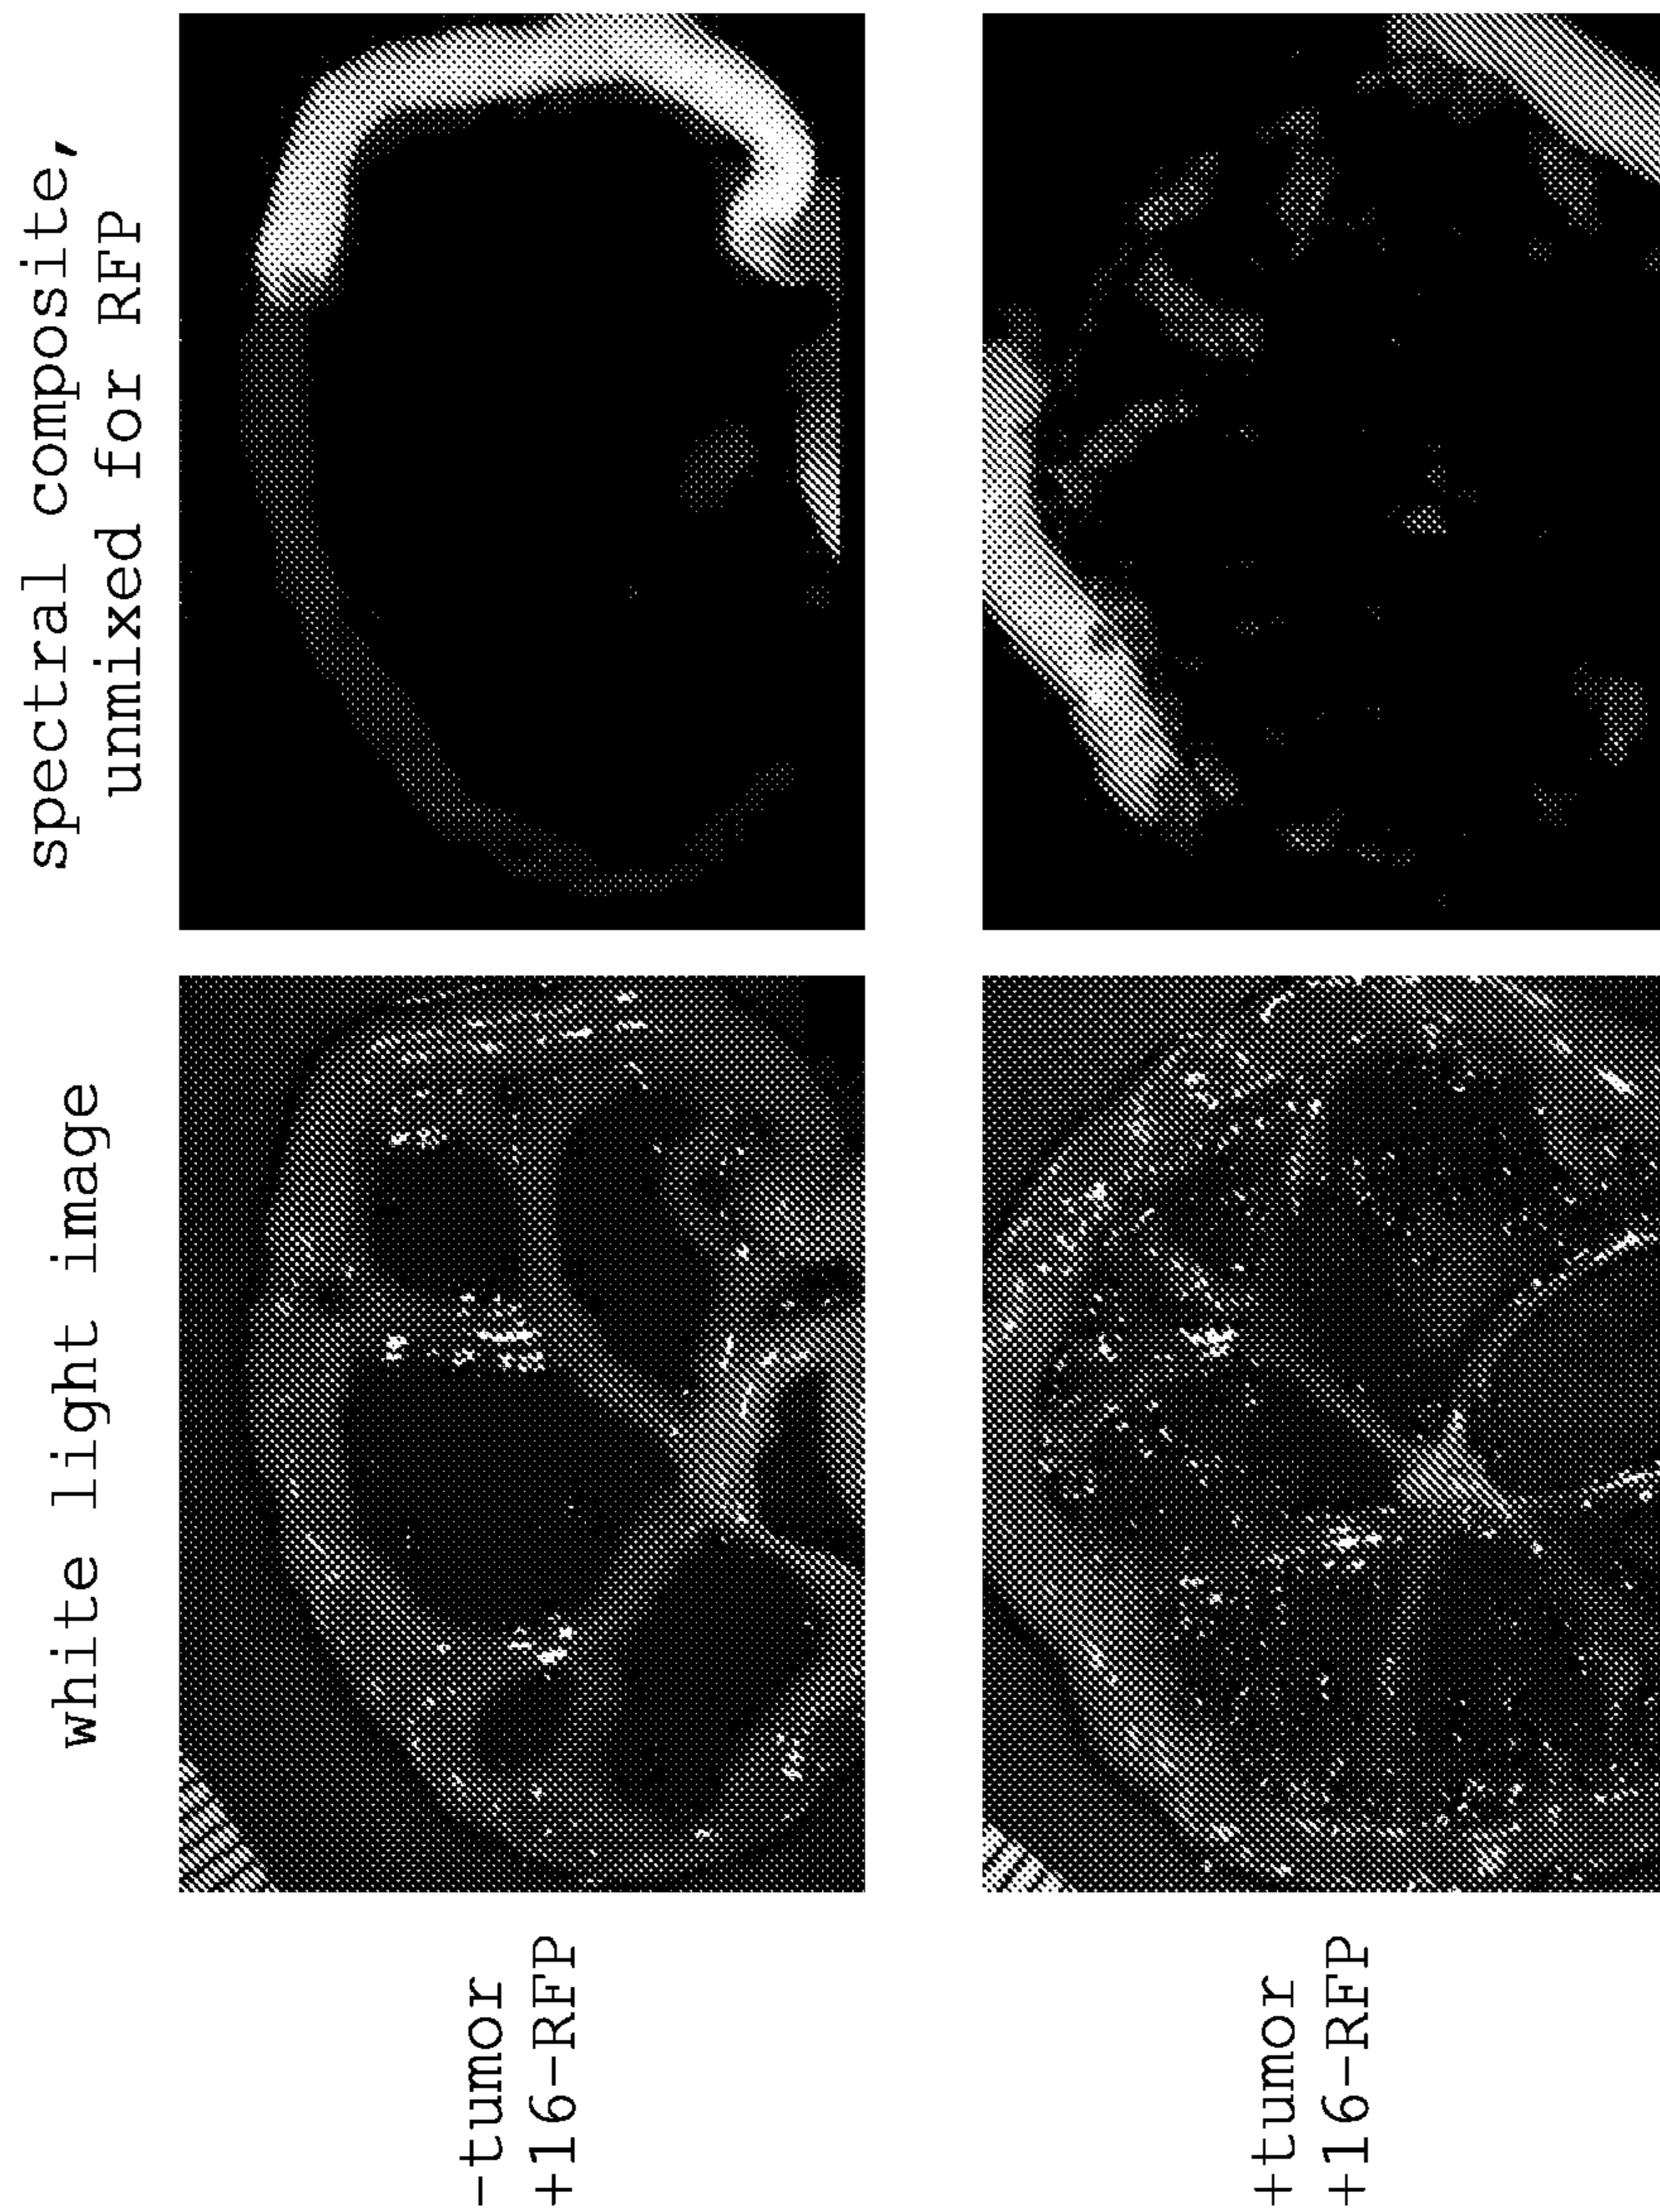 white light image
spectral composite,
unmixed for RFP
-tumor
+16-RFP
+tumor
+16-RFP